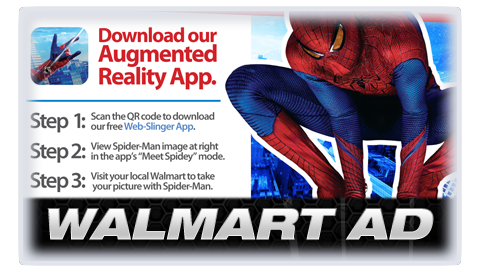 Download our
Augmented
Reality App.
Step 1: Scan the QR code to download
our free Web-Slinger App.
Step 2: View Spider-Man image at right
in the app's "Meet Spidey" mode.
Step 3: Visit your local Walmart to take
your picture with Spider-Man.
WALMART AD